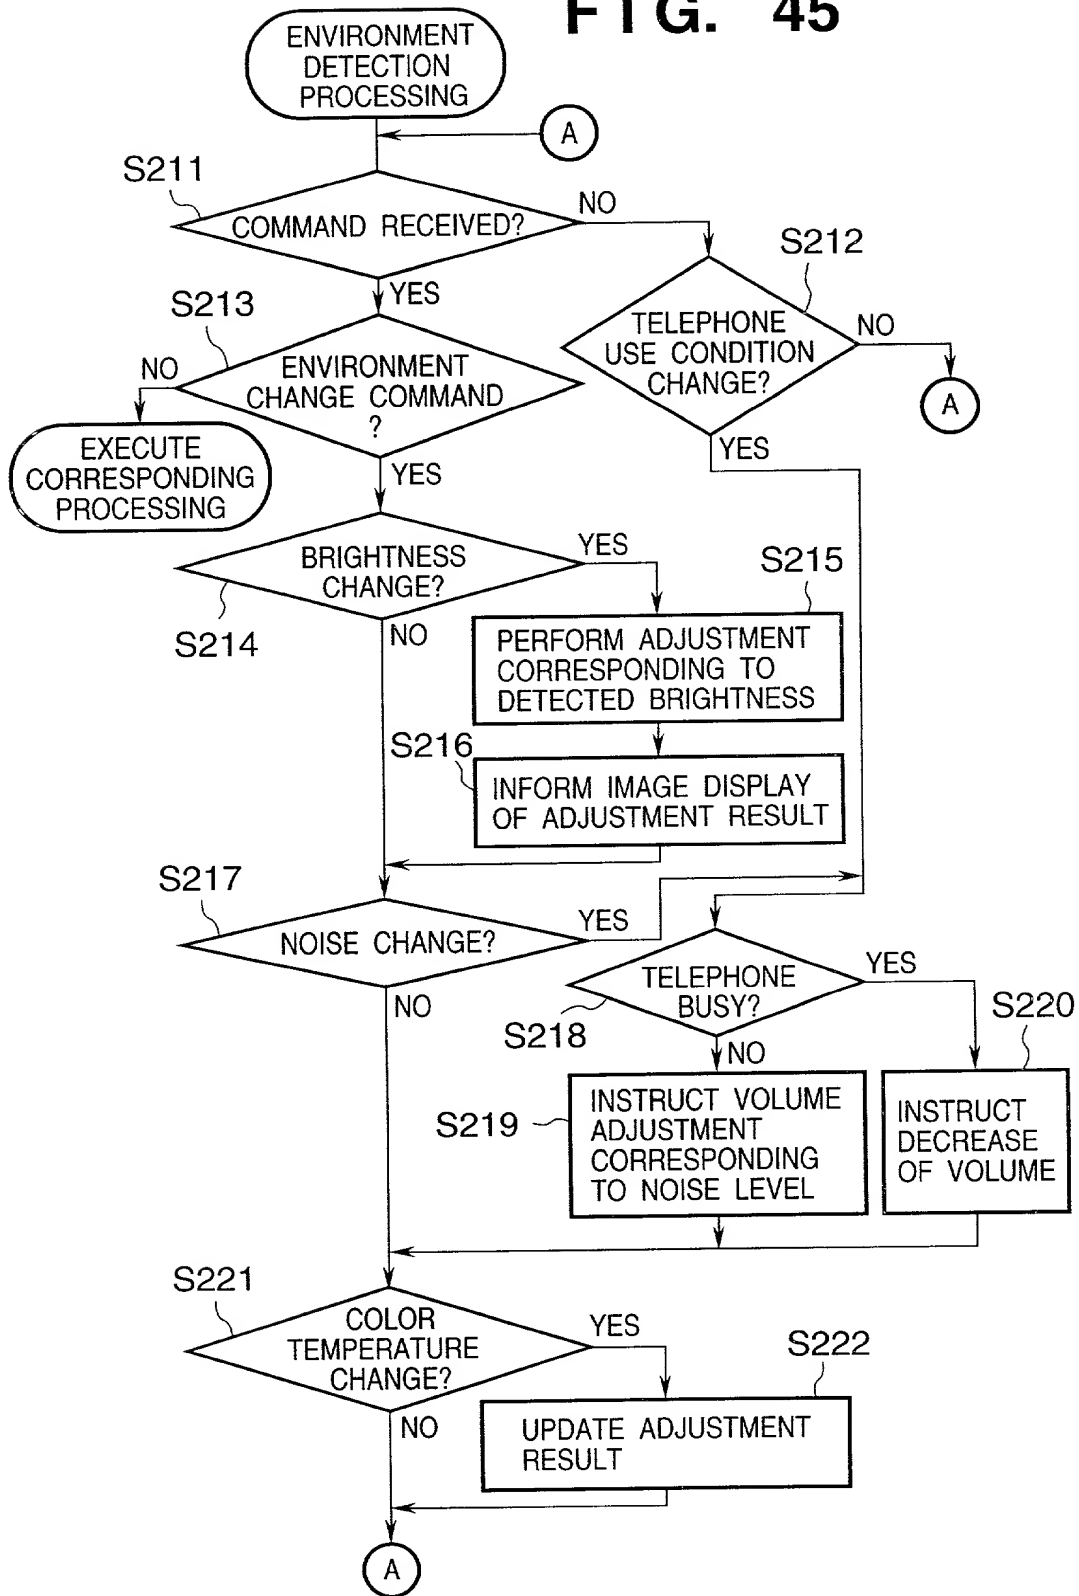 FIG. 45
ENVIRONMENT
DETECTION
PROCESSING
A
S211
COMMAND RECEIVED?
NO
S212
YES
S213
TELEPHONE
USE CONDITION
CHANGE?
NO
A
ENVIRONMENT
CHANGE COMMAND
?
NO
EXECUTE
CORRESPONDING
PROCESSING
YES
YES
BRIGHTNESS
CHANGE?
YES
S215
S214
NO
PERFORM ADJUSTMENT
CORRESPONDING TO
DETECTED BRIGHTNESS
S216
INFORM IMAGE DISPLAY
OF ADJUSTMENT RESULT
S217
NOISE CHANGE?
YES
NO
TELEPHONE
BUSY?
YES
S218
S220
NO
S219
INSTRUCT VOLUME
ADJUSTMENT
CORRESPONDING
TO NOISE LEVEL
INSTRUCT
DECREASE
OF VOLUME
S221
COLOR
TEMPERATURE
CHANGE?
YES
S222
NO
UPDATE ADJUSTMENT
RESULT
A